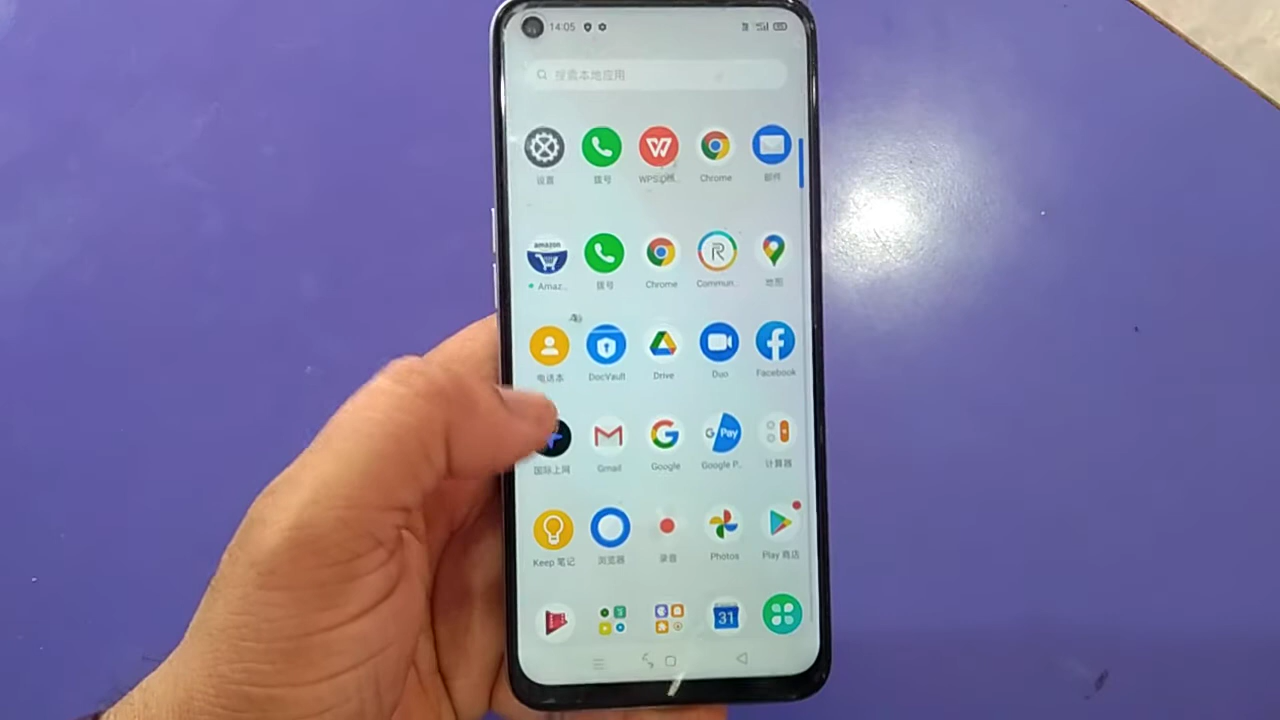 14:05
搜索本地应用
设置
拨号
Chrome
邮件
amazon
Amaz...
拨号
Chrome
Commun...
地图
电话本
DocVault
Drive
Duo
Facebook
国际上网
Gmail
Google
G Pay
Google P..
计算器
Keep 笔记
浏览器
录音
Photos
Play 商店
31